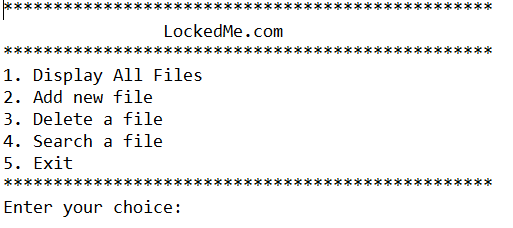 *************************************************
LockedMe.com
*************************************************
1. Display All Files
2. Add new file
3. Delete a file
4. Search a file
5. Exit
*************************************************
Enter your choice: